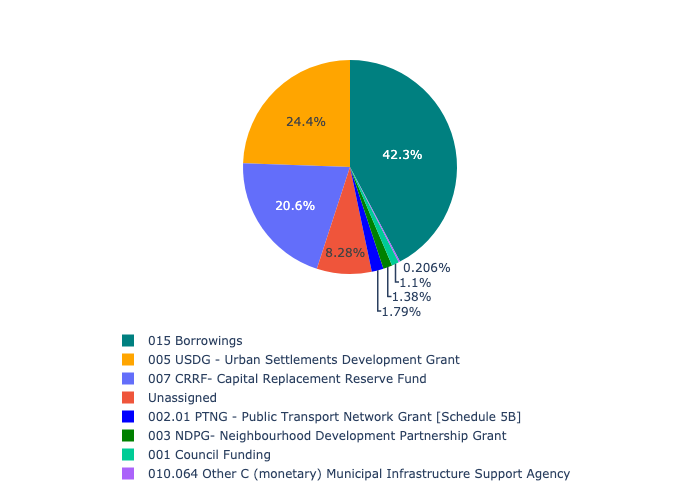 24.4%
42.3%
20.6%
8.28%
0.206%
1.1%
1.38%
1.79%
015 Borrowings
005 USDG - Urban Settlements Development Grant
007 CRRF- Capital Replacement Reserve Fund
Unassigned
002.01 PTNG - Public Transport Network Grant [Schedule 5B]
003 NDPG- Neighbourhood Development Partnership Grant
001 Council Funding
010.064 Other C (monetary) Municipal Infrastructure Support Agency